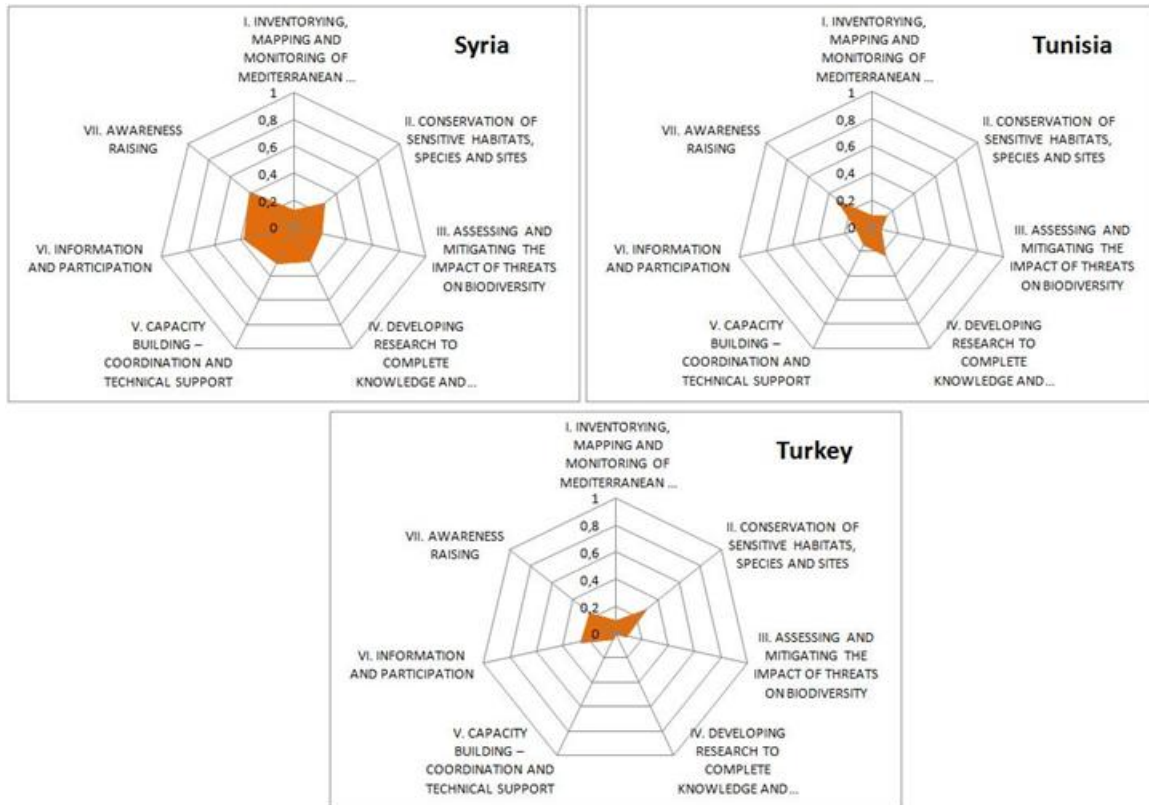 I. INVENTORYING,
MAPPING AND
MONITORING OF
MEDITERRANEAN ...
Syria
1
0,8
0,6
0,4
0,2
0
II. CONSERVATION OF
SENSITIVE HABITATS,
SPECIES AND SITES
III. ASSESSING AND
MITIGATING THE
IMPACT OF THREATS
ON BIODIVERSITY
IV. DEVELOPING
RESEARCH TO
COMPLETE
KNOWLEDGE AND...
V. CAPACITY
BUILDING –
COORDINATION AND
TECHNICAL SUPPORT
VI. INFORMATION
AND PARTICIPATION
VII. AWARENESS
RAISING
I. INVENTORYING,
MAPPING AND
MONITORING OF
MEDITERRANEAN ...
Tunisia
1
0,8
0,6
0,4
0,2
0
II. CONSERVATION OF
SENSITIVE HABITATS,
SPECIES AND SITES
III. ASSESSING AND
MITIGATING THE
IMPACT OF THREATS
ON BIODIVERSITY
IV. DEVELOPING
RESEARCH TO
COMPLETE
KNOWLEDGE AND...
V. CAPACITY
BUILDING –
COORDINATION AND
TECHNICAL SUPPORT
VI. INFORMATION
AND PARTICIPATION
VII. AWARENESS
RAISING
I. INVENTORYING,
MAPPING AND
MONITORING OF
MEDITERRANEAN ...
Turkey
1
0,8
0,6
0,4
0,2
0
II. CONSERVATION OF
SENSITIVE HABITATS,
SPECIES AND SITES
III. ASSESSING AND
MITIGATING THE
IMPACT OF THREATS
ON BIODIVERSITY
IV. DEVELOPING
RESEARCH TO
COMPLETE
KNOWLEDGE AND...
V. CAPACITY
BUILDING –
COORDINATION AND
TECHNICAL SUPPORT
VI. INFORMATION
AND PARTICIPATION
VII. AWARENESS
RAISING